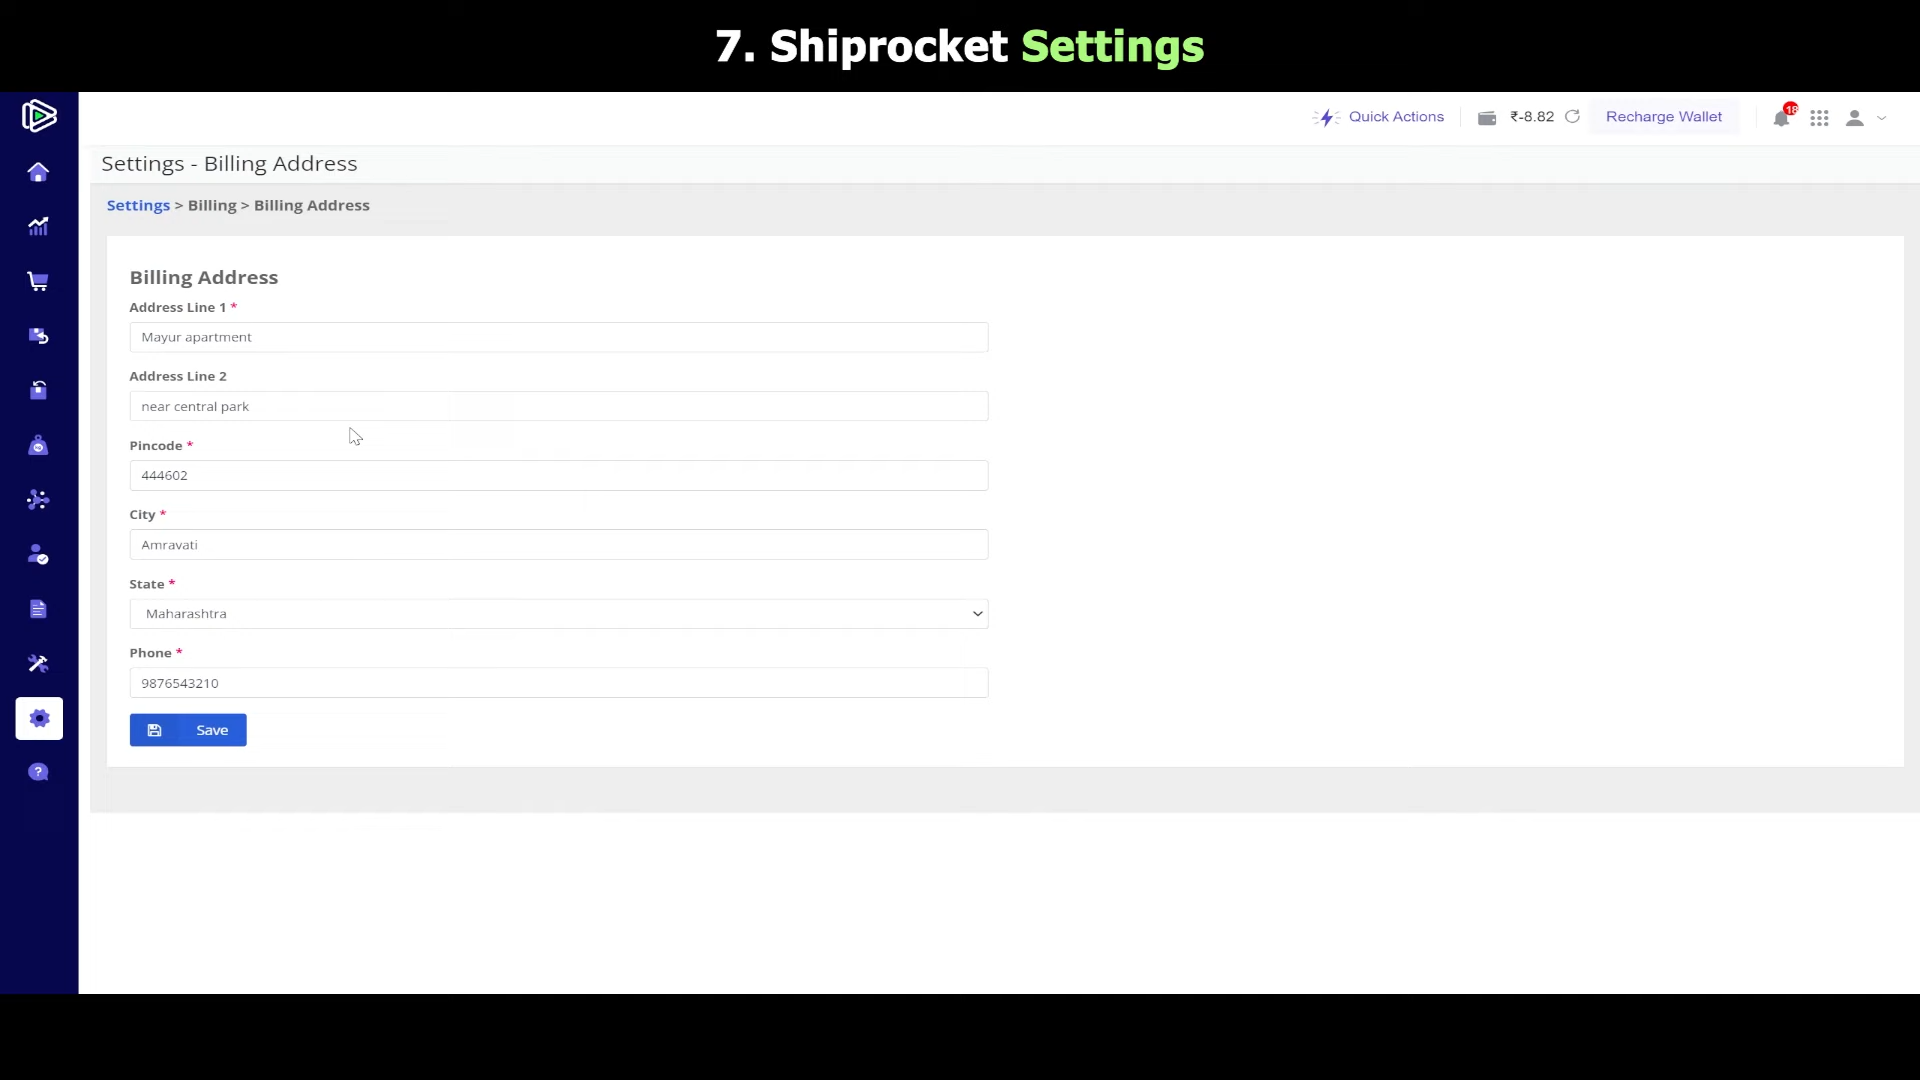 7. Shiprocket Settings
Quick Actions
₹-8.82
Recharge Wallet
18
Settings - Billing Address
Settings > Billing > Billing Address
Billing Address
Address Line 1 *
Mayur apartment
Address Line 2
near central park
Pincode *
444602
City *
Amravati
State *
Maharashtra
Phone *
9876543210
Save